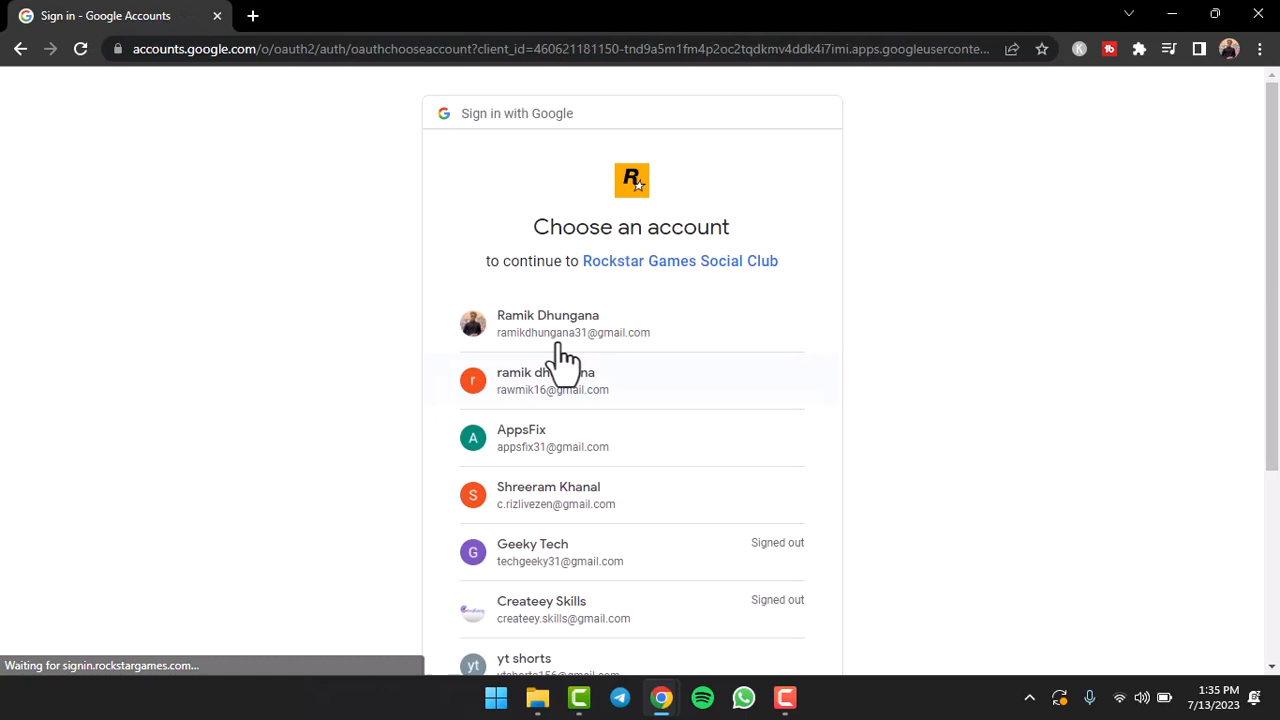 Sign in - Google Accounts
accounts.google.com/o/oauth2/auth/oauthchooseaccount?client_id=460621181150-tnd9a5m1fm4p2oc2tqdkmv4ddk4i7imi.apps.googleuserconte...
Sign in with Google
R
Choose an account
to continue to Rockstar Games Social Club
Ramik Dhungana
ramikdhungana31@gmail.com
r
ramik
na
rawmik16@gmail.com
A
AppsFix
appsfix31@gmail.com
S
Shreeram Khanal
c.rizlivezen@gmail.com
G
Geeky Tech
Signed out
techgeeky31@gmail.com
Createey Skills
Signed out
createey.skills@gmail.com
yt
yt shorts
Waiting for signin.rockstargames.com...
1:35 PM
7/13/2023